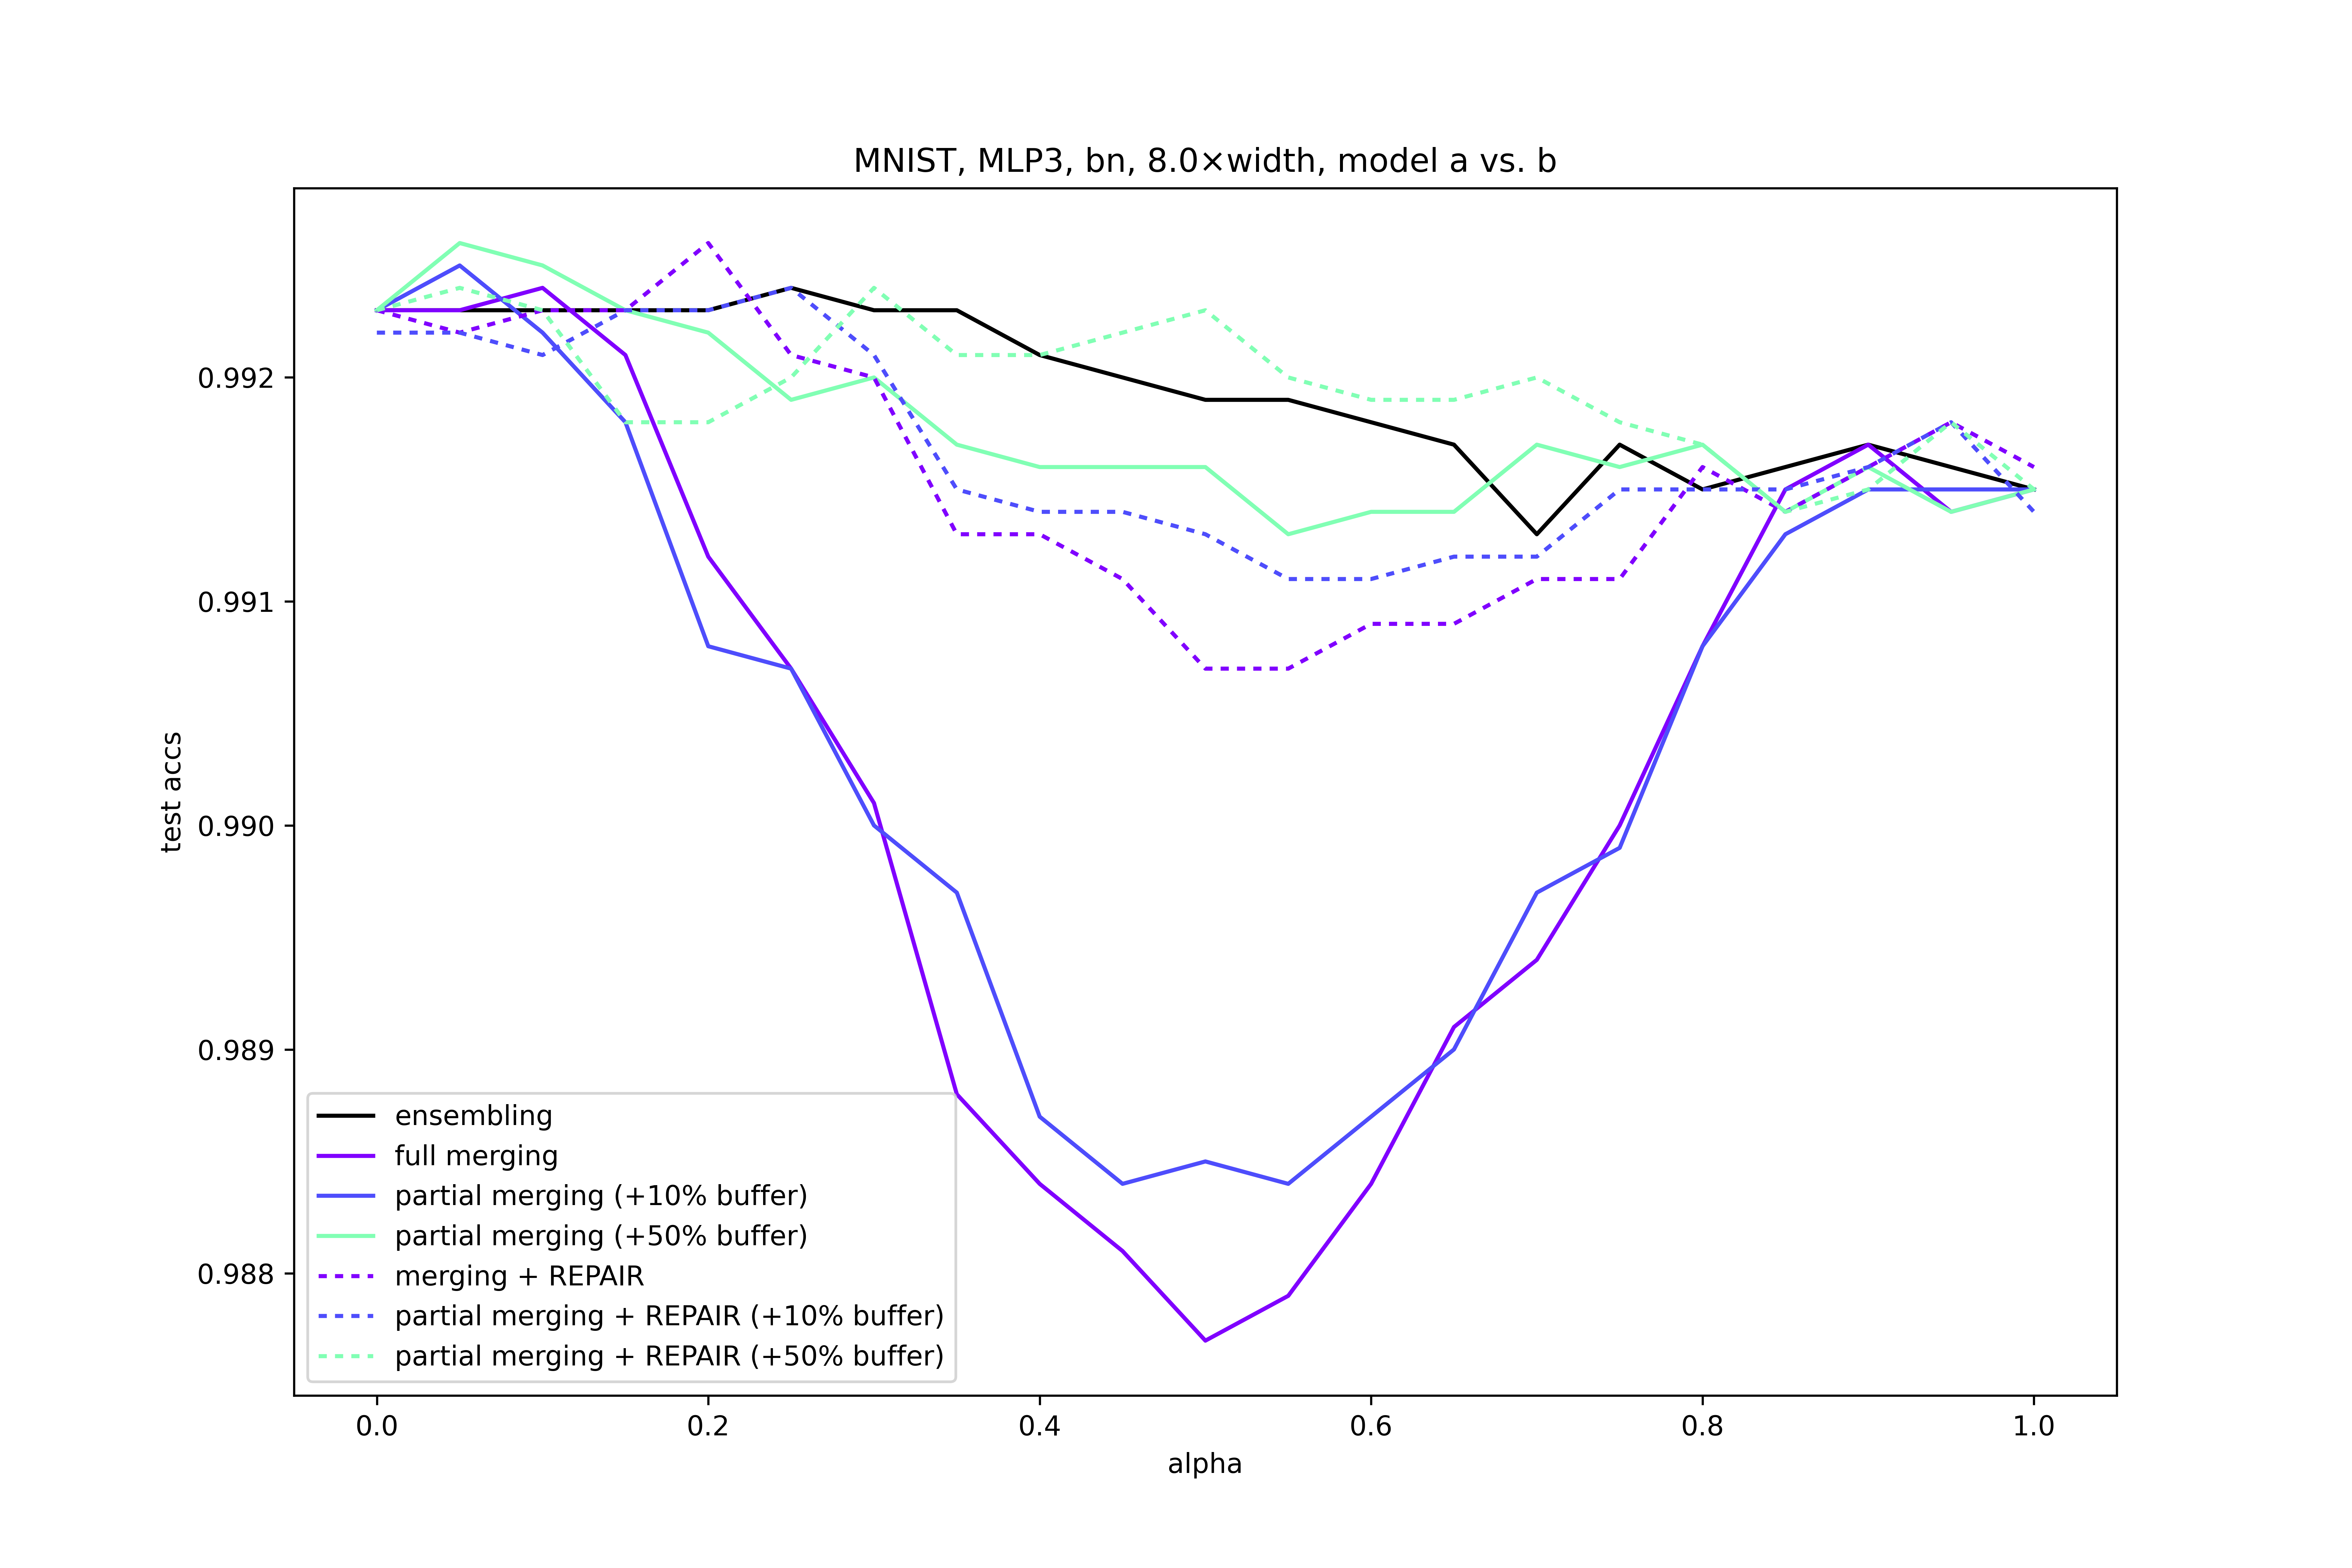 MNIST, MLP3, bn, 8.0×width, model a vs. b
test accs
0.992
0.991
0.990
0.989
0.988
ensembling
full merging
partial merging (+10% buffer)
partial merging (+50% buffer)
merging + REPAIR
partial merging + REPAIR (+10% buffer)
partial merging + REPAIR (+50% buffer)
0.0
0.2
0.4
0.6
0.8
1.0
alpha